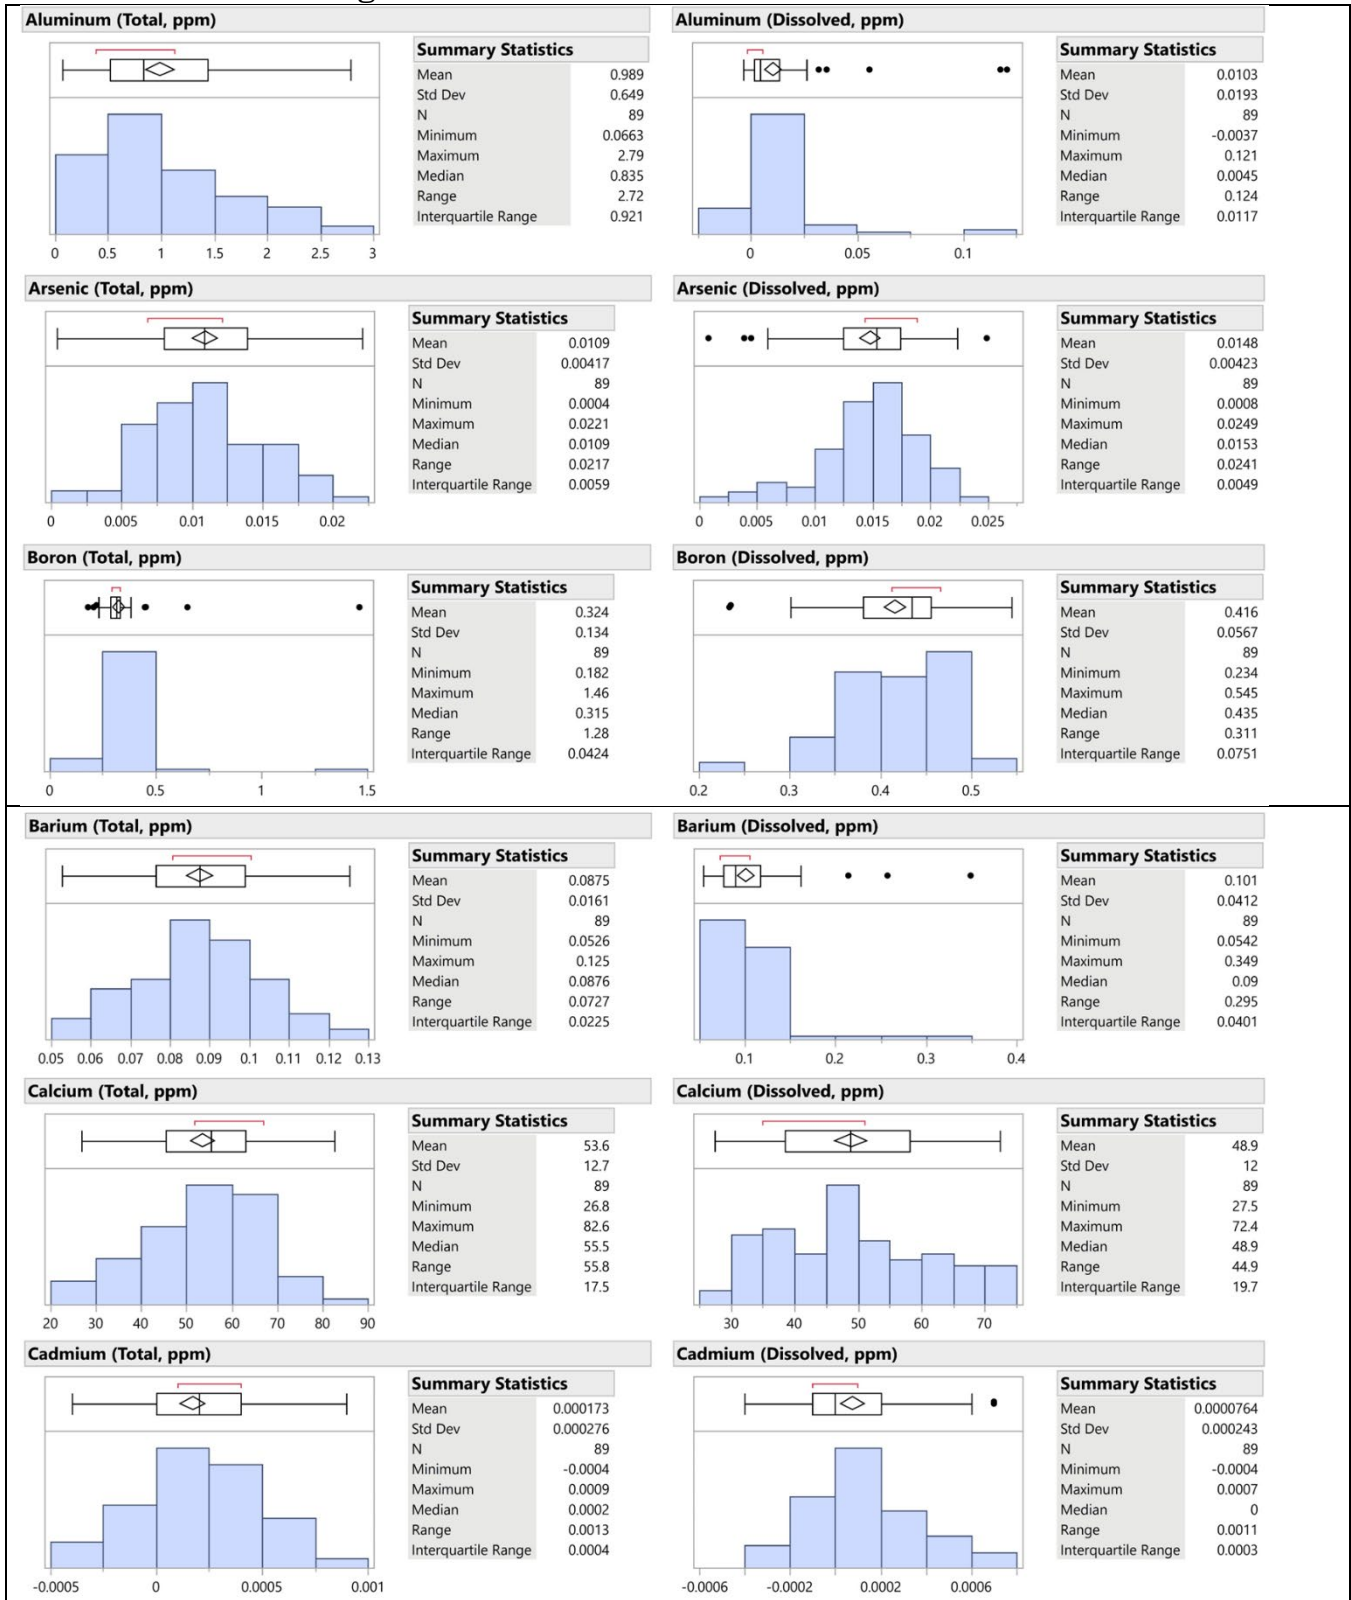 Aluminum (Total, ppm)
Summary Statistics
Mean 0.989
Std Dev 0.649
N 89
Minimum 0.0663
Maximum 2.79
Median 0.835
Range 2.72
Interquartile Range 0.921
0 0.5 1 1.5 2 2.5 3
Aluminum (Dissolved, ppm)
Summary Statistics
Mean 0.0103
Std Dev 0.0193
N 89
Minimum -0.0037
Maximum 0.121
Median 0.0045
Range 0.124
Interquartile Range 0.0117
0 0.05 0.1
Arsenic (Total, ppm)
Summary Statistics
Mean 0.0109
Std Dev 0.00417
N 89
Minimum 0.0004
Maximum 0.0221
Median 0.0109
Range 0.0217
Interquartile Range 0.0059
0 0.005 0.01 0.015 0.02
Arsenic (Dissolved, ppm)
Summary Statistics
Mean 0.0148
Std Dev 0.00423
N 89
Minimum 0.0008
Maximum 0.0249
Median 0.0153
Range 0.0241
Interquartile Range 0.0049
0 0.005 0.01 0.015 0.02 0.025
Boron (Total, ppm)
Summary Statistics
Mean 0.324
Std Dev 0.134
N 89
Minimum 0.182
Maximum 1.46
Median 0.315
Range 1.28
Interquartile Range 0.0424
0 0.5 1 1.5
Boron (Dissolved, ppm)
Summary Statistics
Mean 0.416
Std Dev 0.0567
N 89
Minimum 0.234
Maximum 0.545
Median 0.435
Range 0.311
Interquartile Range 0.0751
0.2 0.3 0.4 0.5
Barium (Total, ppm)
Summary Statistics
Mean 0.0875
Std Dev 0.0161
N 89
Minimum 0.0526
Maximum 0.125
Median 0.0876
Range 0.0727
Interquartile Range 0.0225
0.05 0.06 0.07 0.08 0.09 0.1 0.11 0.12 0.13
Barium (Dissolved, ppm)
Summary Statistics
Mean 0.101
Std Dev 0.0412
N 89
Minimum 0.0542
Maximum 0.349
Median 0.09
Range 0.295
Interquartile Range 0.0401
0.1 0.2 0.3 0.4
Calcium (Total, ppm)
Summary Statistics
Mean 53.6
Std Dev 12.7
N 89
Minimum 26.8
Maximum 82.6
Median 55.5
Range 55.8
Interquartile Range 17.5
20 30 40 50 60 70 80 90
Calcium (Dissolved, ppm)
Summary Statistics
Mean 48.9
Std Dev 12
N 89
Minimum 27.5
Maximum 72.4
Median 48.9
Range 44.9
Interquartile Range 19.7
30 40 50 60 70
Cadmium (Total, ppm)
Summary Statistics
Mean 0.000173
Std Dev 0.000276
N 89
Minimum -0.0004
Maximum 0.0009
Median 0.0002
Range 0.0013
Interquartile Range 0.0004
-0.0005 0 0.0005 0.001
Cadmium (Dissolved, ppm)
Summary Statistics
Mean 0.0000764
Std Dev 0.000243
N 89
Minimum -0.0004
Maximum 0.0007
Median 0
Range 0.0011
Interquartile Range 0.0003
-0.0006 -0.0002 0.0002 0.0006